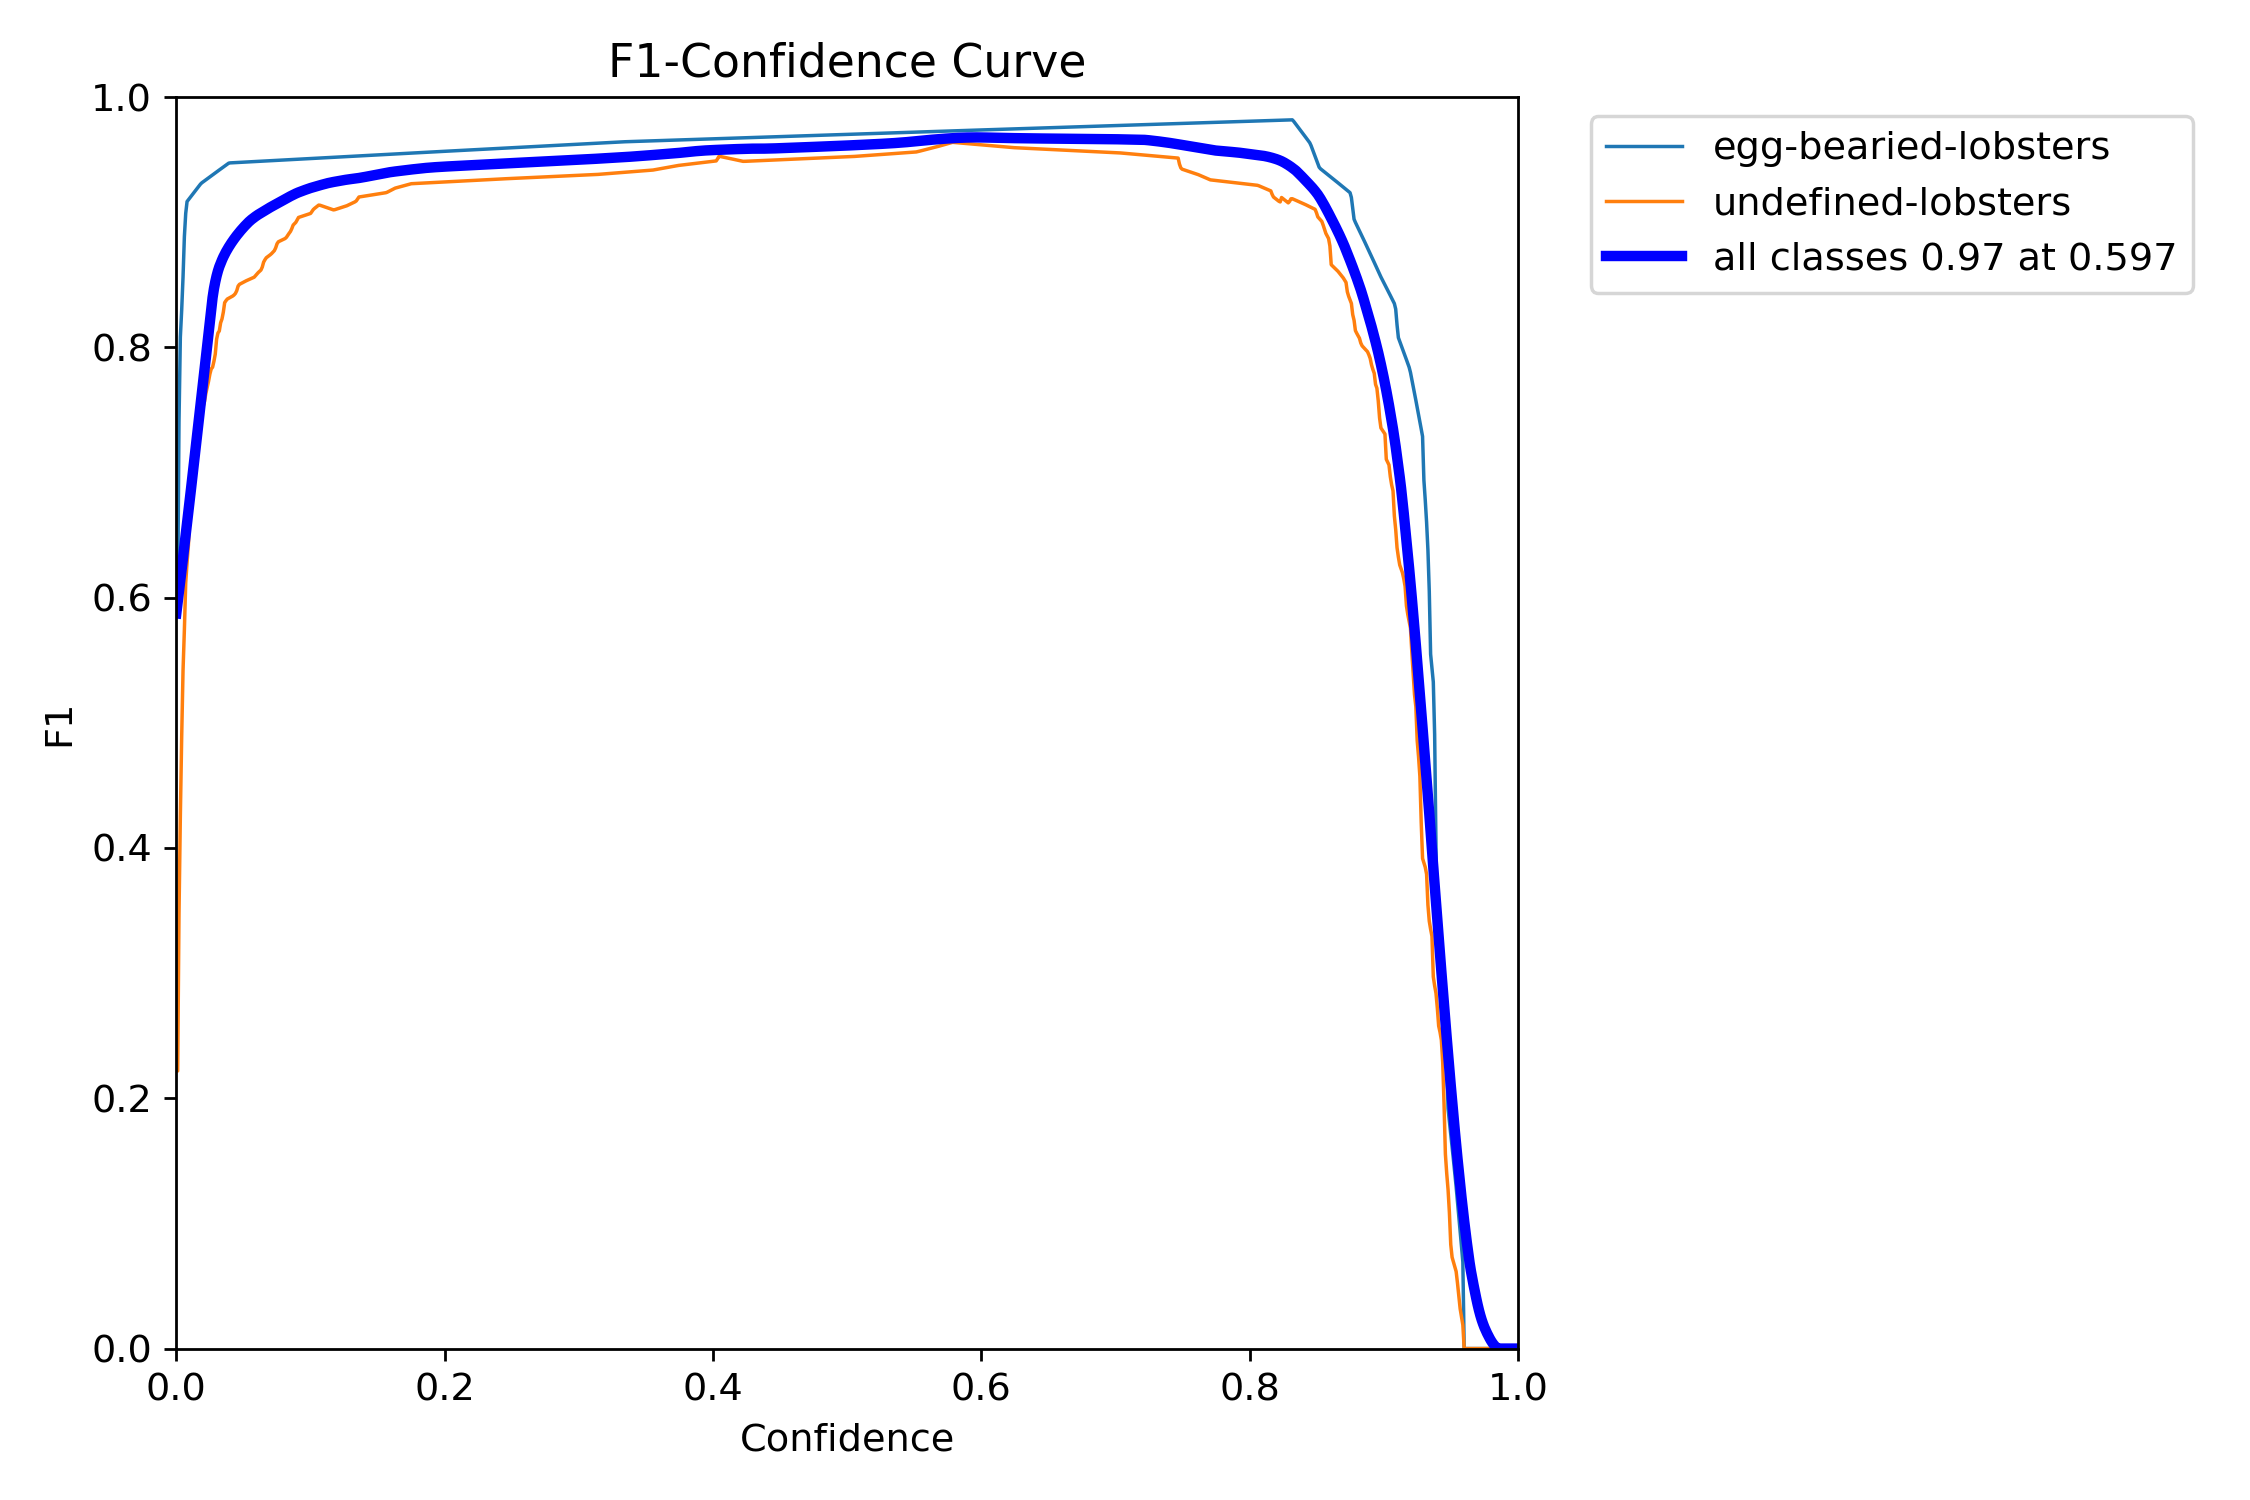 F1-Confidence Curve
1.0
0.8
0.6
0.4
0.2
0.0
F1
0.0 0.2 0.4 0.6 0.8 1.0
Confidence
egg-bearied-lobsters
undefined-lobsters
all classes 0.97 at 0.597